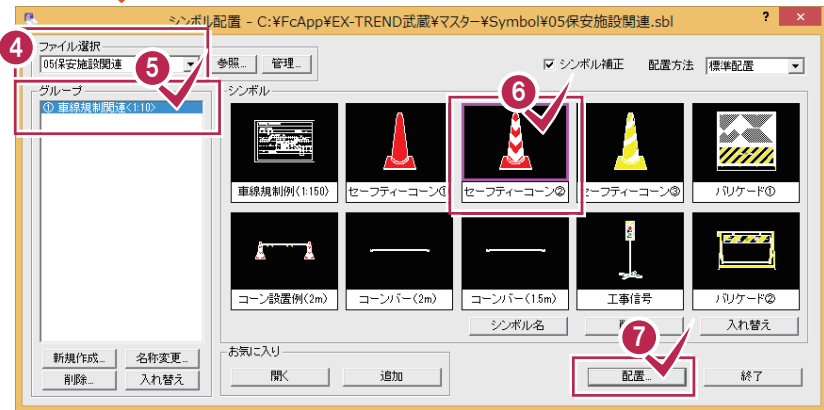 シンボル配置 - C:¥FcApp¥EX-TREND武蔵¥マスター¥Symbol¥05保安施設関連.sbl
? ×
4
ファイル選択
05保安施設関連
参照...
管理...
シンボル補正
配置方法
標準配置
5
グループ
① 車線規制関連<1:10>
シンボル
6
車線規制例(1:150)
セーフティーコーン①
セーフティーコーン②
セーフティーコーン③
バリケード①
コーン設置例(2m)
コーンバー(2m)
コーンバー(1.5m)
工事信号
バリケード②
シンボル名
入れ替え
新規作成...
名称変更...
削除...
入れ替え
お気に入り
開く
追加
7
配置...
終了